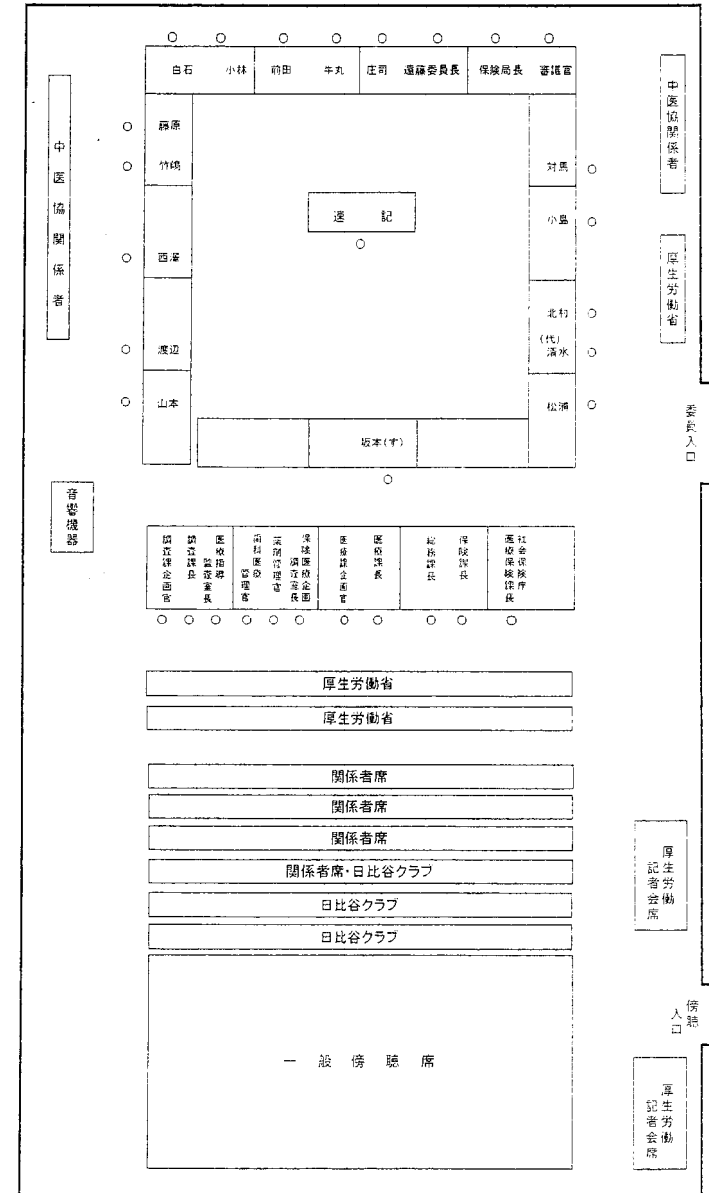 白石 小林 前田 牛丸 庄司 遠藤委員長 保険局長 審議官
藤原
竹嶋
西澤
渡辺
山本
対馬
小島
北村
(代)
清水
松浦
速 記
坂本(す)
中医協関係者
中医協関係者
厚生労働省
委員入口
音響機器
調査課企画官
調査課長
医療指導
監査室長
歯科医療
管理官
薬剤管理官
保険医療企画
調査室長
医療課企画官
医療課長
総務課長
保険課長
社会保険庁
医療保険課長
厚生労働省
厚生労働省
関係者席
関係者席
関係者席
関係者席・日比谷クラブ
日比谷クラブ
日比谷クラブ
厚生労働
記者会席
傍聴
入口
一 般 傍 聴 席
厚生労働
記者会席